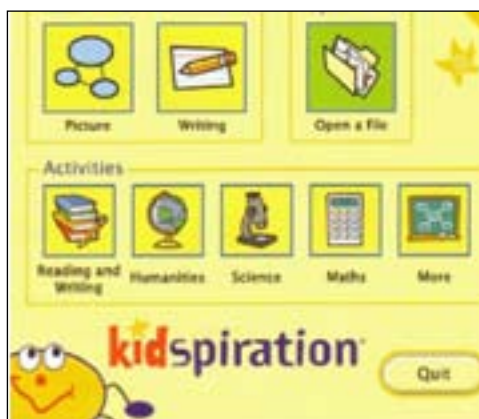 Picture
Writing
Open a File
Activities
Reading and
Writing
Humanities
Science
Maths
More
kidspiration
Quit